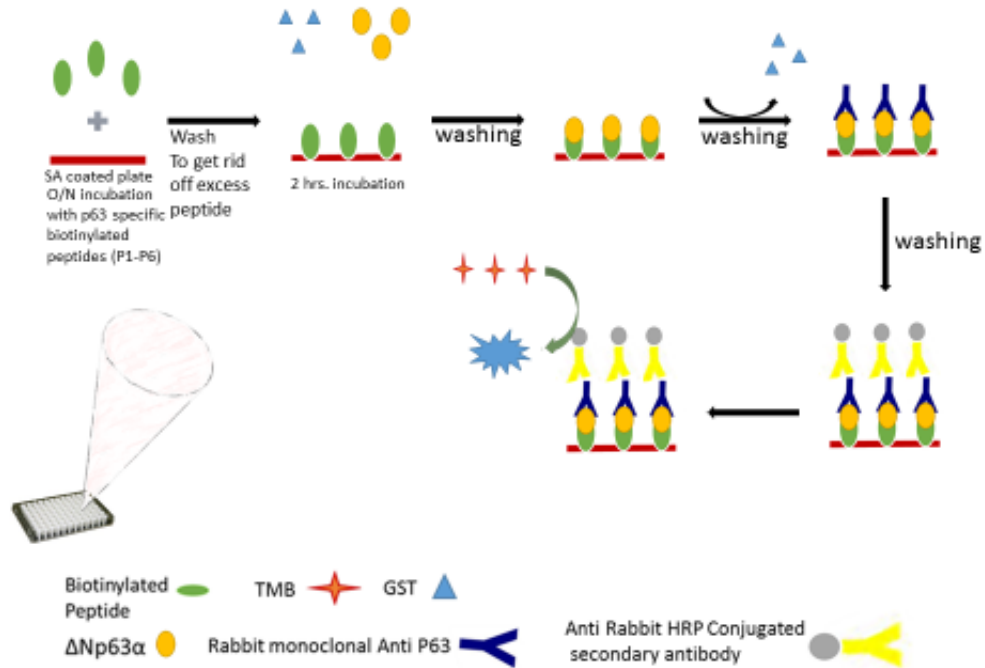 SA coated plate
O/N incubation
with p63 specific
biotinylated
peptides (P1-P6)
Wash
To get rid
off excess
peptide
2 hrs. incubation
washing
washing
washing
Biotinylated
Peptide
TMB
GST
ΔNp63α
Rabbit monoclonal Anti P63
Anti Rabbit HRP Conjugated
secondary antibody